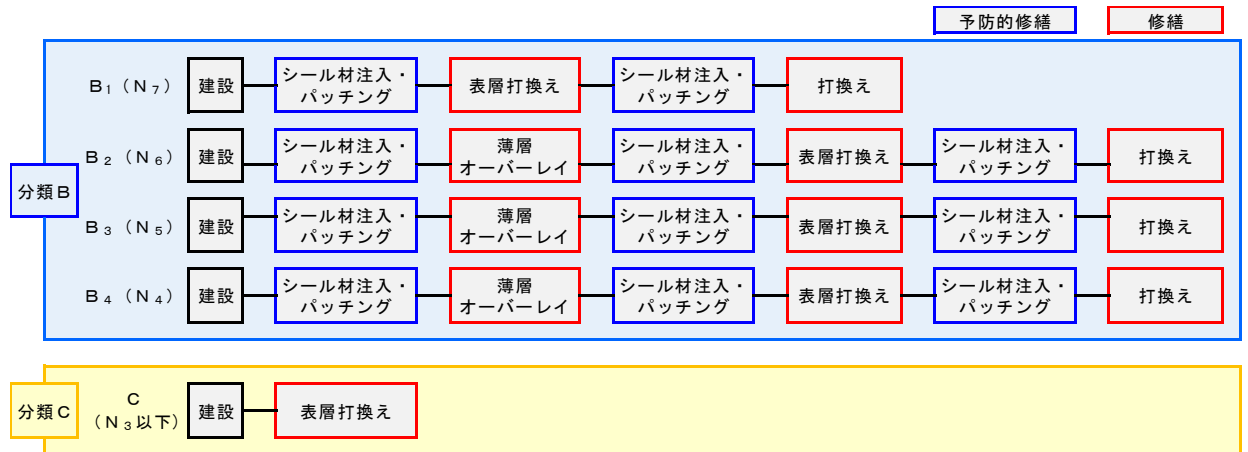 予防的修繕
修繕
分類B
B₁（N₇）
建設
シール材注入・
パッチング
表層打換え
シール材注入・
パッチング
打換え
B₂（N₆）
建設
シール材注入・
パッチング
薄層
オーバーレイ
シール材注入・
パッチング
表層打換え
シール材注入・
パッチング
打換え
B₃（N₅）
建設
シール材注入・
パッチング
薄層
オーバーレイ
シール材注入・
パッチング
表層打換え
シール材注入・
パッチング
打換え
B₄（N₄）
建設
シール材注入・
パッチング
薄層
オーバーレイ
シール材注入・
パッチング
表層打換え
シール材注入・
パッチング
打換え
分類C
C
（N₃以下）
建設
表層打換え